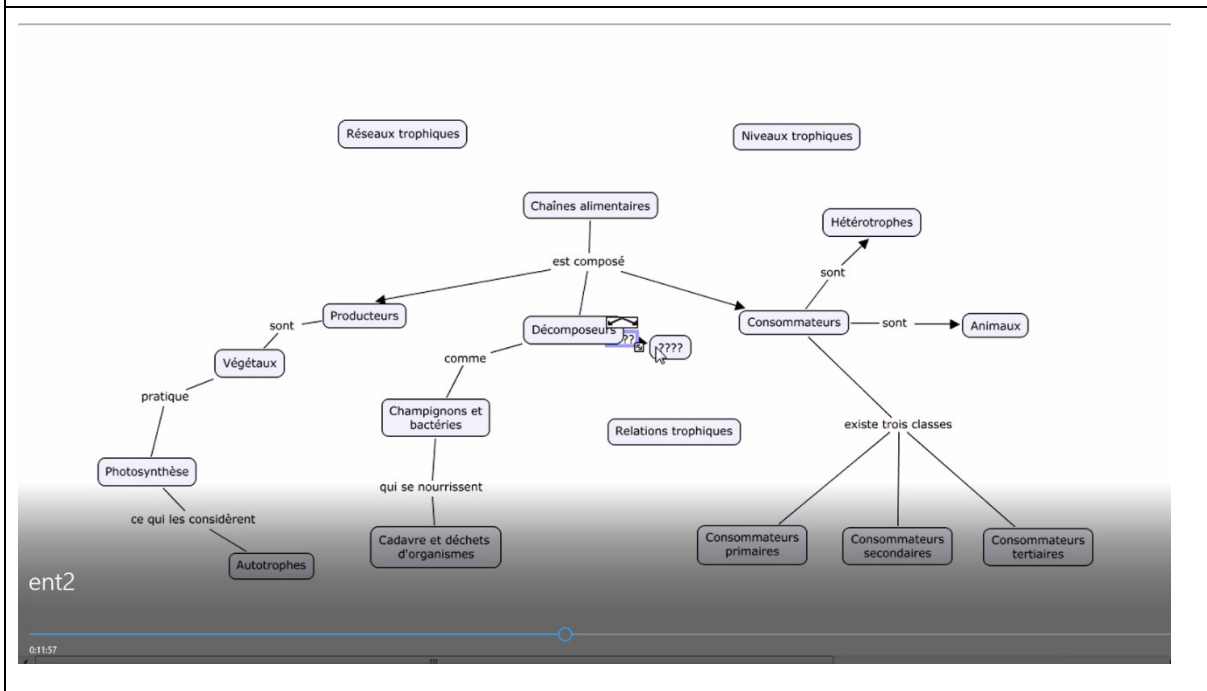 Réseaux trophiques
Niveaux trophiques
Chaînes alimentaires
Hétérotrophes
est composé
sont
Producteurs
sont
Décomposeurs
??
????
Consommateurs
sont
Animaux
Végétaux
comme
pratique
Champignons et
bactéries
Relations trophiques
existe trois classes
Photosynthèse
qui se nourrissent
ce qui les considèrent
Cadavre et déchets
d'organismes
Consommateurs
primaires
Consommateurs
secondaires
Consommateurs
tertiaires
Autotrophes
ent2
0:11:57